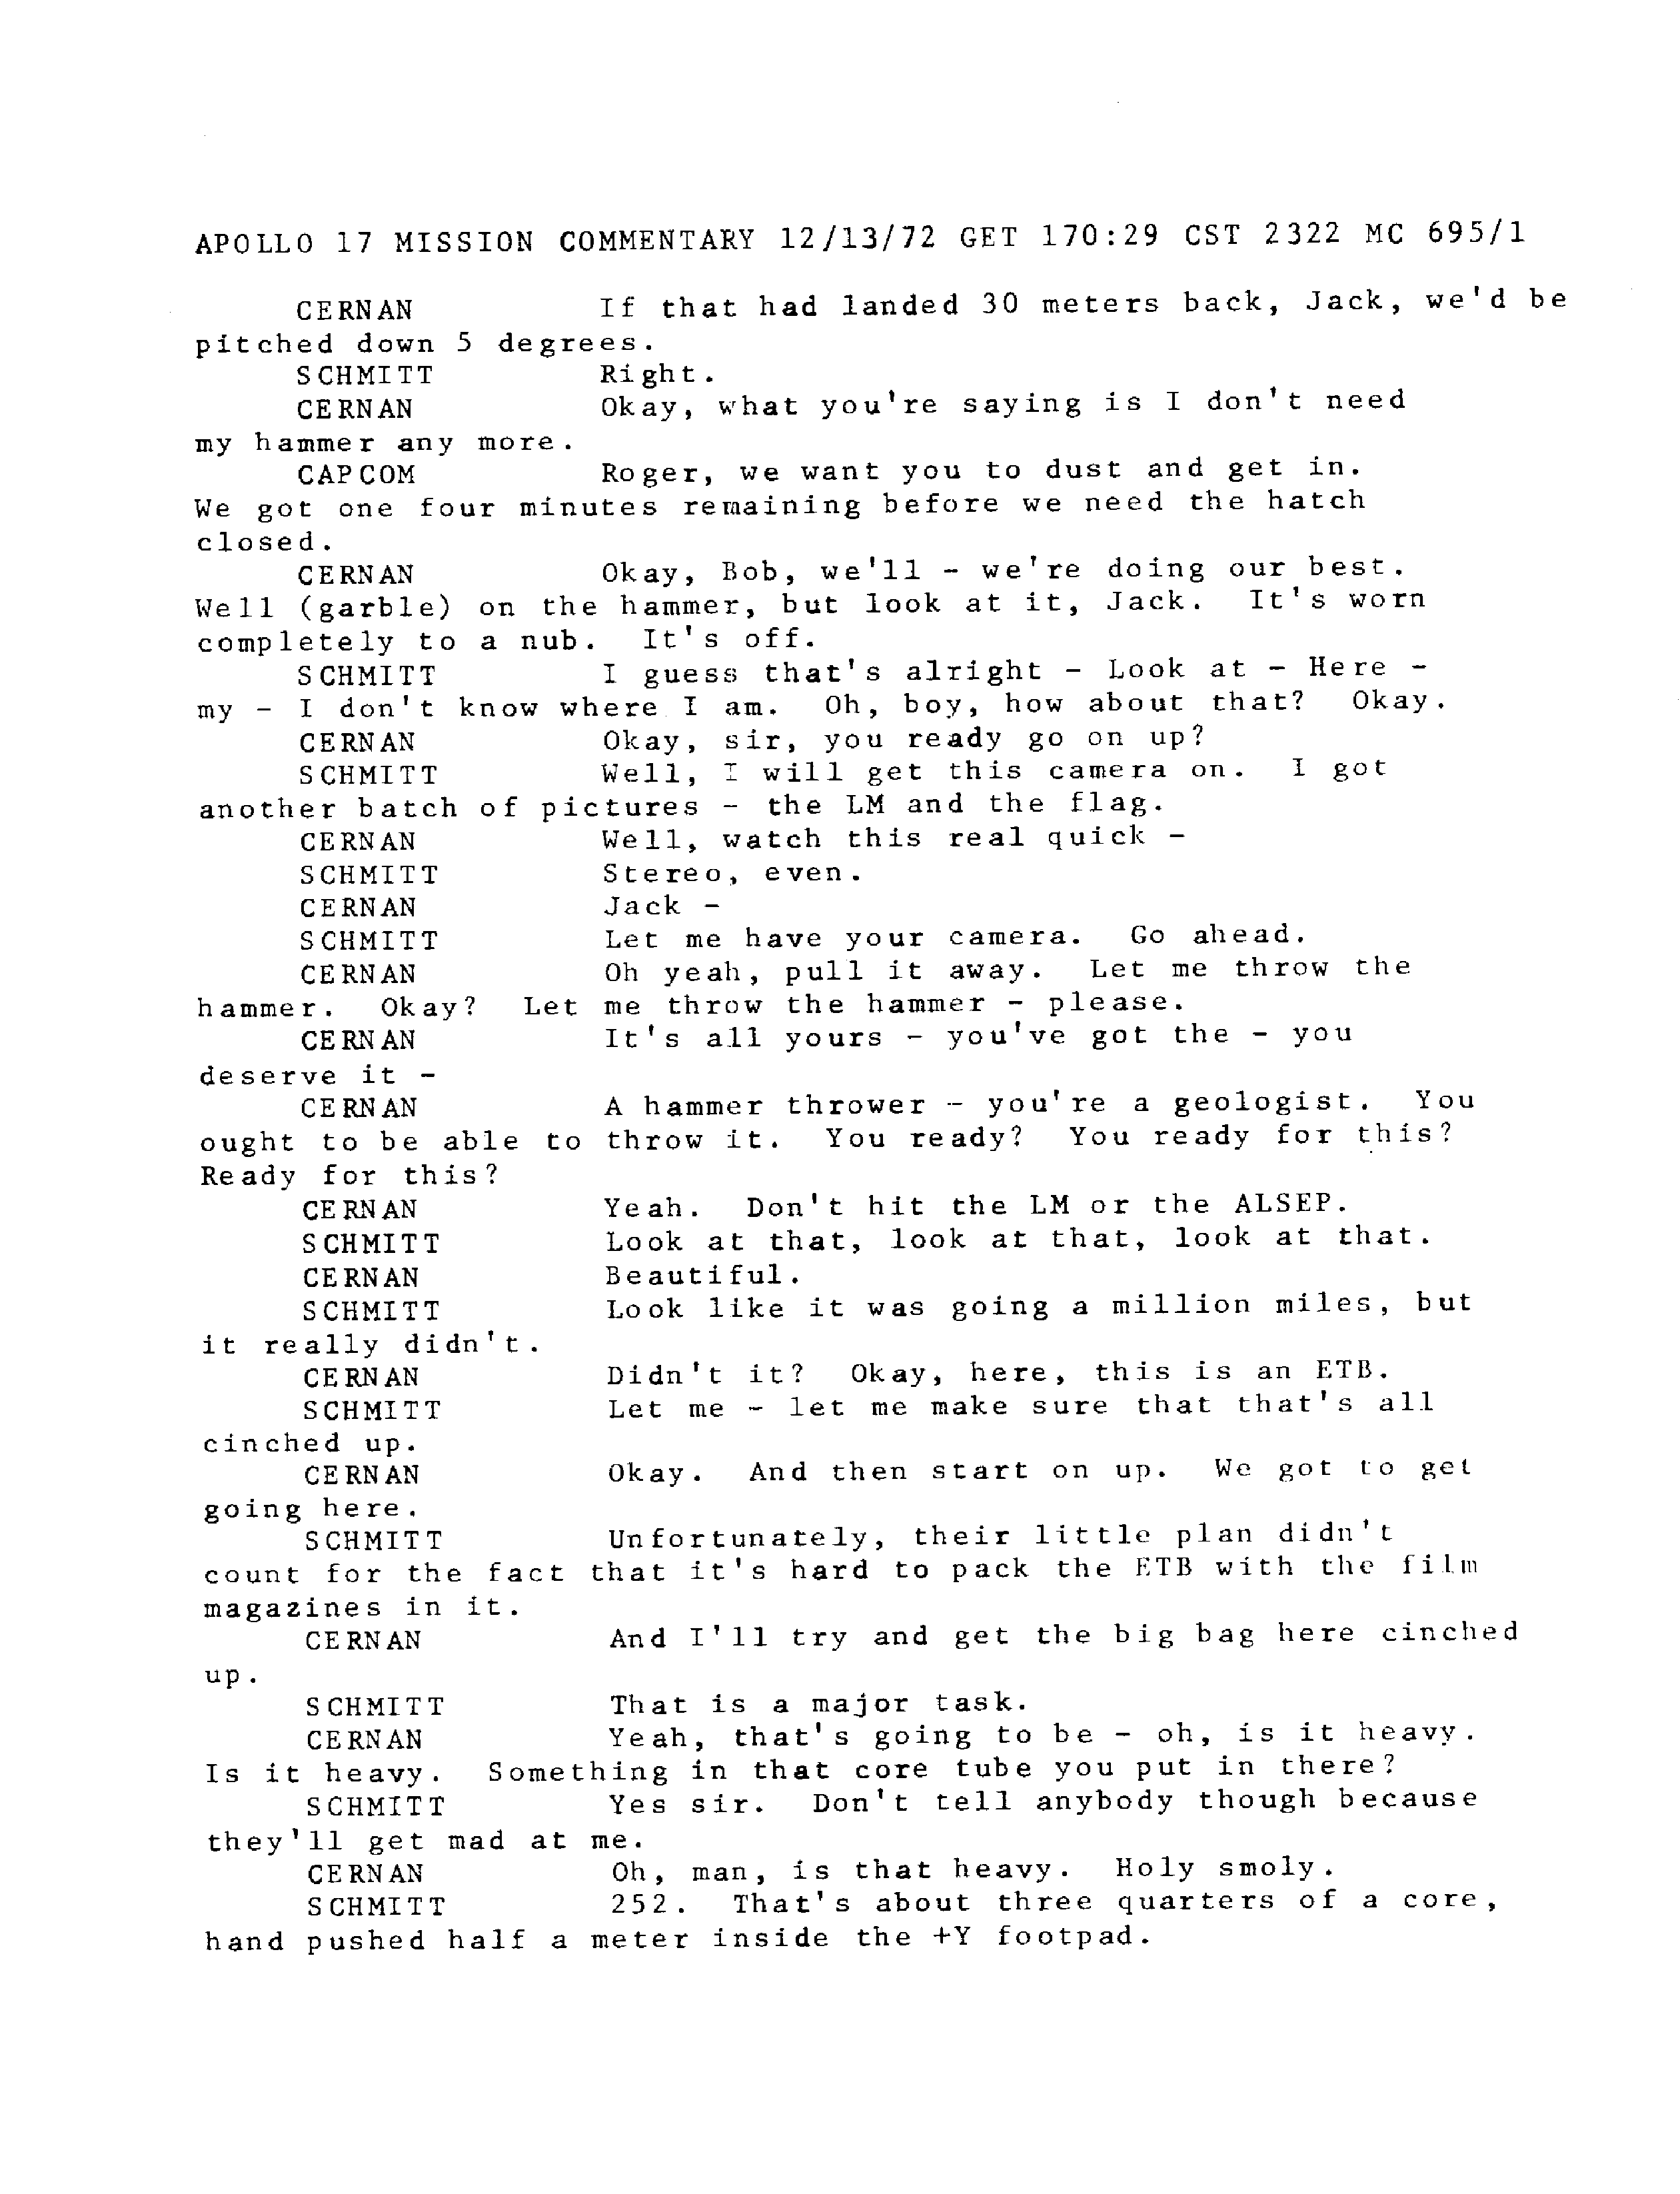 APOLLO 17 MISSION COMMENTARY 12/13/72 GET 170:29 CST 2322 MC 695/1
CERNAN If that had landed 30 meters back, Jack, we'd be
pitched down 5 degrees.
SCHMITT Right.
CERNAN Okay, what you're saying is I don't need
my hammer any more.
CAPCOM Roger, we want you to dust and get in.
We got one four minutes remaining before we need the hatch
closed.
CERNAN Okay, Bob, we'll - we're doing our best.
Well (garble) on the hammer, but look at it, Jack. It's worn
completely to a nub. It's off.
SCHMITT I guess that's alright - Look at - Here -
my - I don't know where I am. Oh, boy, how about that? Okay.
CERNAN Okay, sir, you ready go on up?
SCHMITT Well, I will get this camera on. I got
another batch of pictures - the LM and the flag.
CERNAN Well, watch this real quick -
SCHMITT Stereo, even.
CERNAN Jack -
SCHMITT Let me have your camera. Go ahead.
CERNAN Oh yeah, pull it away. Let me throw the
hammer. Okay? Let me throw the hammer - please.
CERNAN It's all yours - you've got the - you
deserve it -
CERNAN A hammer thrower - you're a geologist. You
ought to be able to throw it. You ready? You ready for this?
Ready for this?
CERNAN Yeah. Don't hit the LM or the ALSEP.
SCHMITT Look at that, look at that, look at that.
CERNAN Beautiful.
SCHMITT Look like it was going a million miles, but
it really didn't.
CERNAN Didn't it? Okay, here, this is an ETB.
SCHMITT Let me - let me make sure that that's all
cinched up.
CERNAN Okay. And then start on up. We got to get
going here.
SCHMITT Unfortunately, their little plan didn't
count for the fact that it's hard to pack the ETB with the film
magazines in it.
CERNAN And I'll try and get the big bag here cinched
up.
SCHMITT That is a major task.
CERNAN Yeah, that's going to be - oh, is it heavy.
Is it heavy. Something in that core tube you put in there?
SCHMITT Yes sir. Don't tell anybody though because
they'll get mad at me.
CERNAN Oh, man, is that heavy. Holy smoly.
SCHMITT 252. That's about three quarters of a core,
hand pushed half a meter inside the +Y footpad.